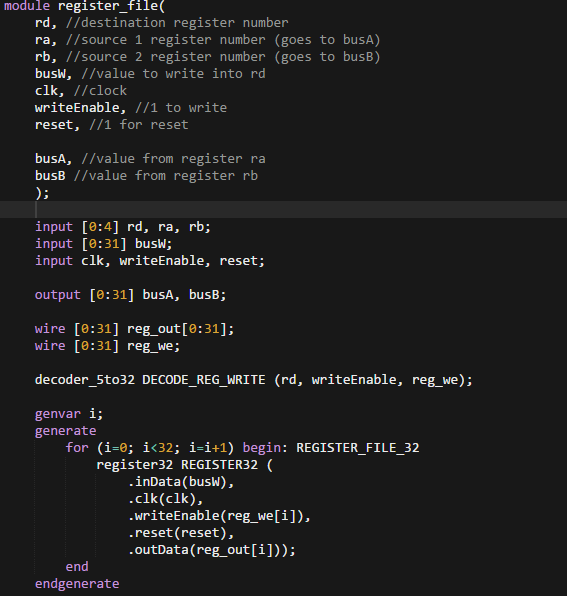 module register_file(
    rd, //destination register number
    ra, //source 1 register number (goes to busA)
    rb, //source 2 register number (goes to busB)
    busW, //value to write into rd
    clk, //clock
    writeEnable, //1 to write
    reset, //1 for reset

    busA, //value from register ra
    busB //value from register rb
    );

    input [0:4] rd, ra, rb;
    input [0:31] busW;
    input clk, writeEnable, reset;

    output [0:31] busA, busB;

    wire [0:31] reg_out[0:31];
    wire [0:31] reg_we;

    decoder_5to32 DECODE_REG_WRITE (rd, writeEnable, reg_we);

    genvar i;
    generate
        for (i=0; i<32; i=i+1) begin: REGISTER_FILE_32
            register32 REGISTER32 (
                .inData(busW),
                .clk(clk),
                .writeEnable(reg_we[i]),
                .reset(reset),
                .outData(reg_out[i]));
        end
    endgenerate